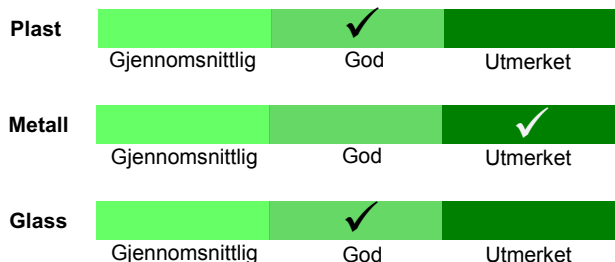 Plast
Gjennomsnittlig God Utmerket
Metall
Gjennomsnittlig God Utmerket
Glass
Gjennomsnittlig God Utmerket